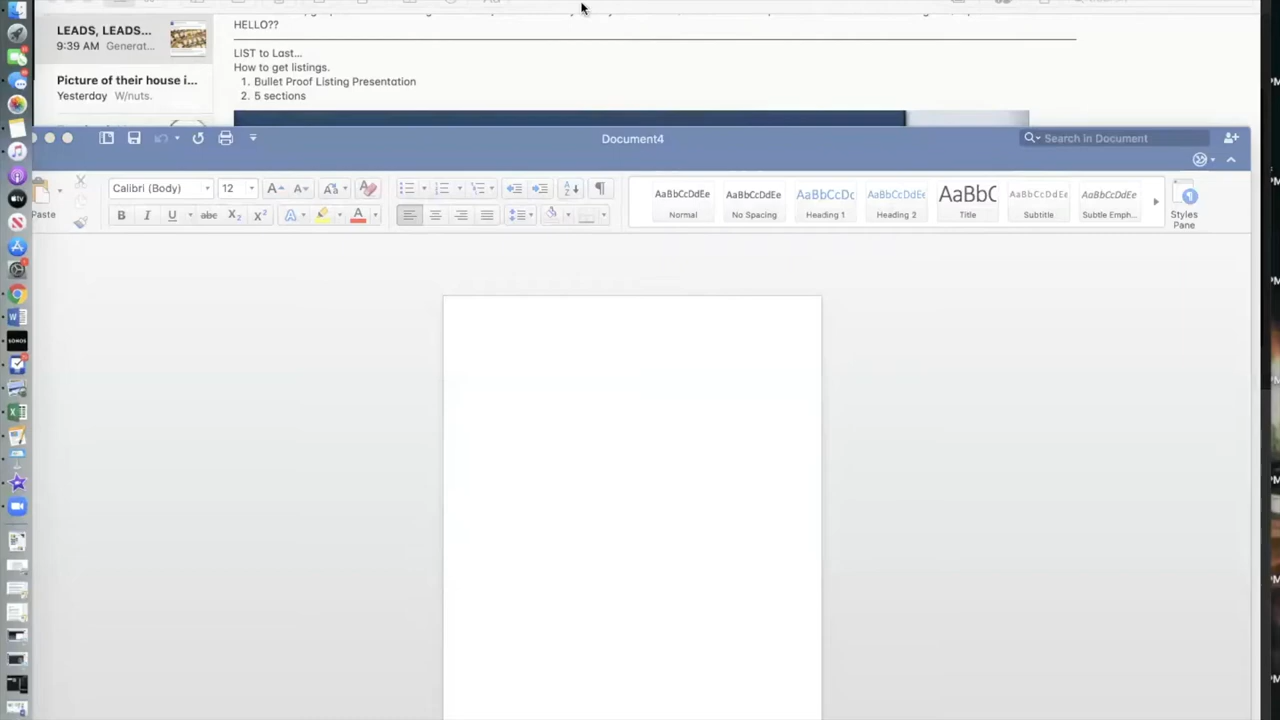 HELLO??
LEADS, LEADS...
9:39 AM Generat...
LIST to Last...
How to get listings.
Picture of their house i...
1. Bullet Proof Listing Presentation
Yesterday W/nuts.
2. 5 sections
Document4
Search in Document
Calibri (Body)
12
Paste
AaBbCcDdEe
Normal
AaBbCcDdEe
No Spacing
AaBbCcDc
Heading 1
AaBbCcDdEe
Heading 2
AaBbC
Title
AaBbCcDdEe
Subtitle
AaBbCcDdEe
Subtle Emph...
Styles
Pane
SONOS